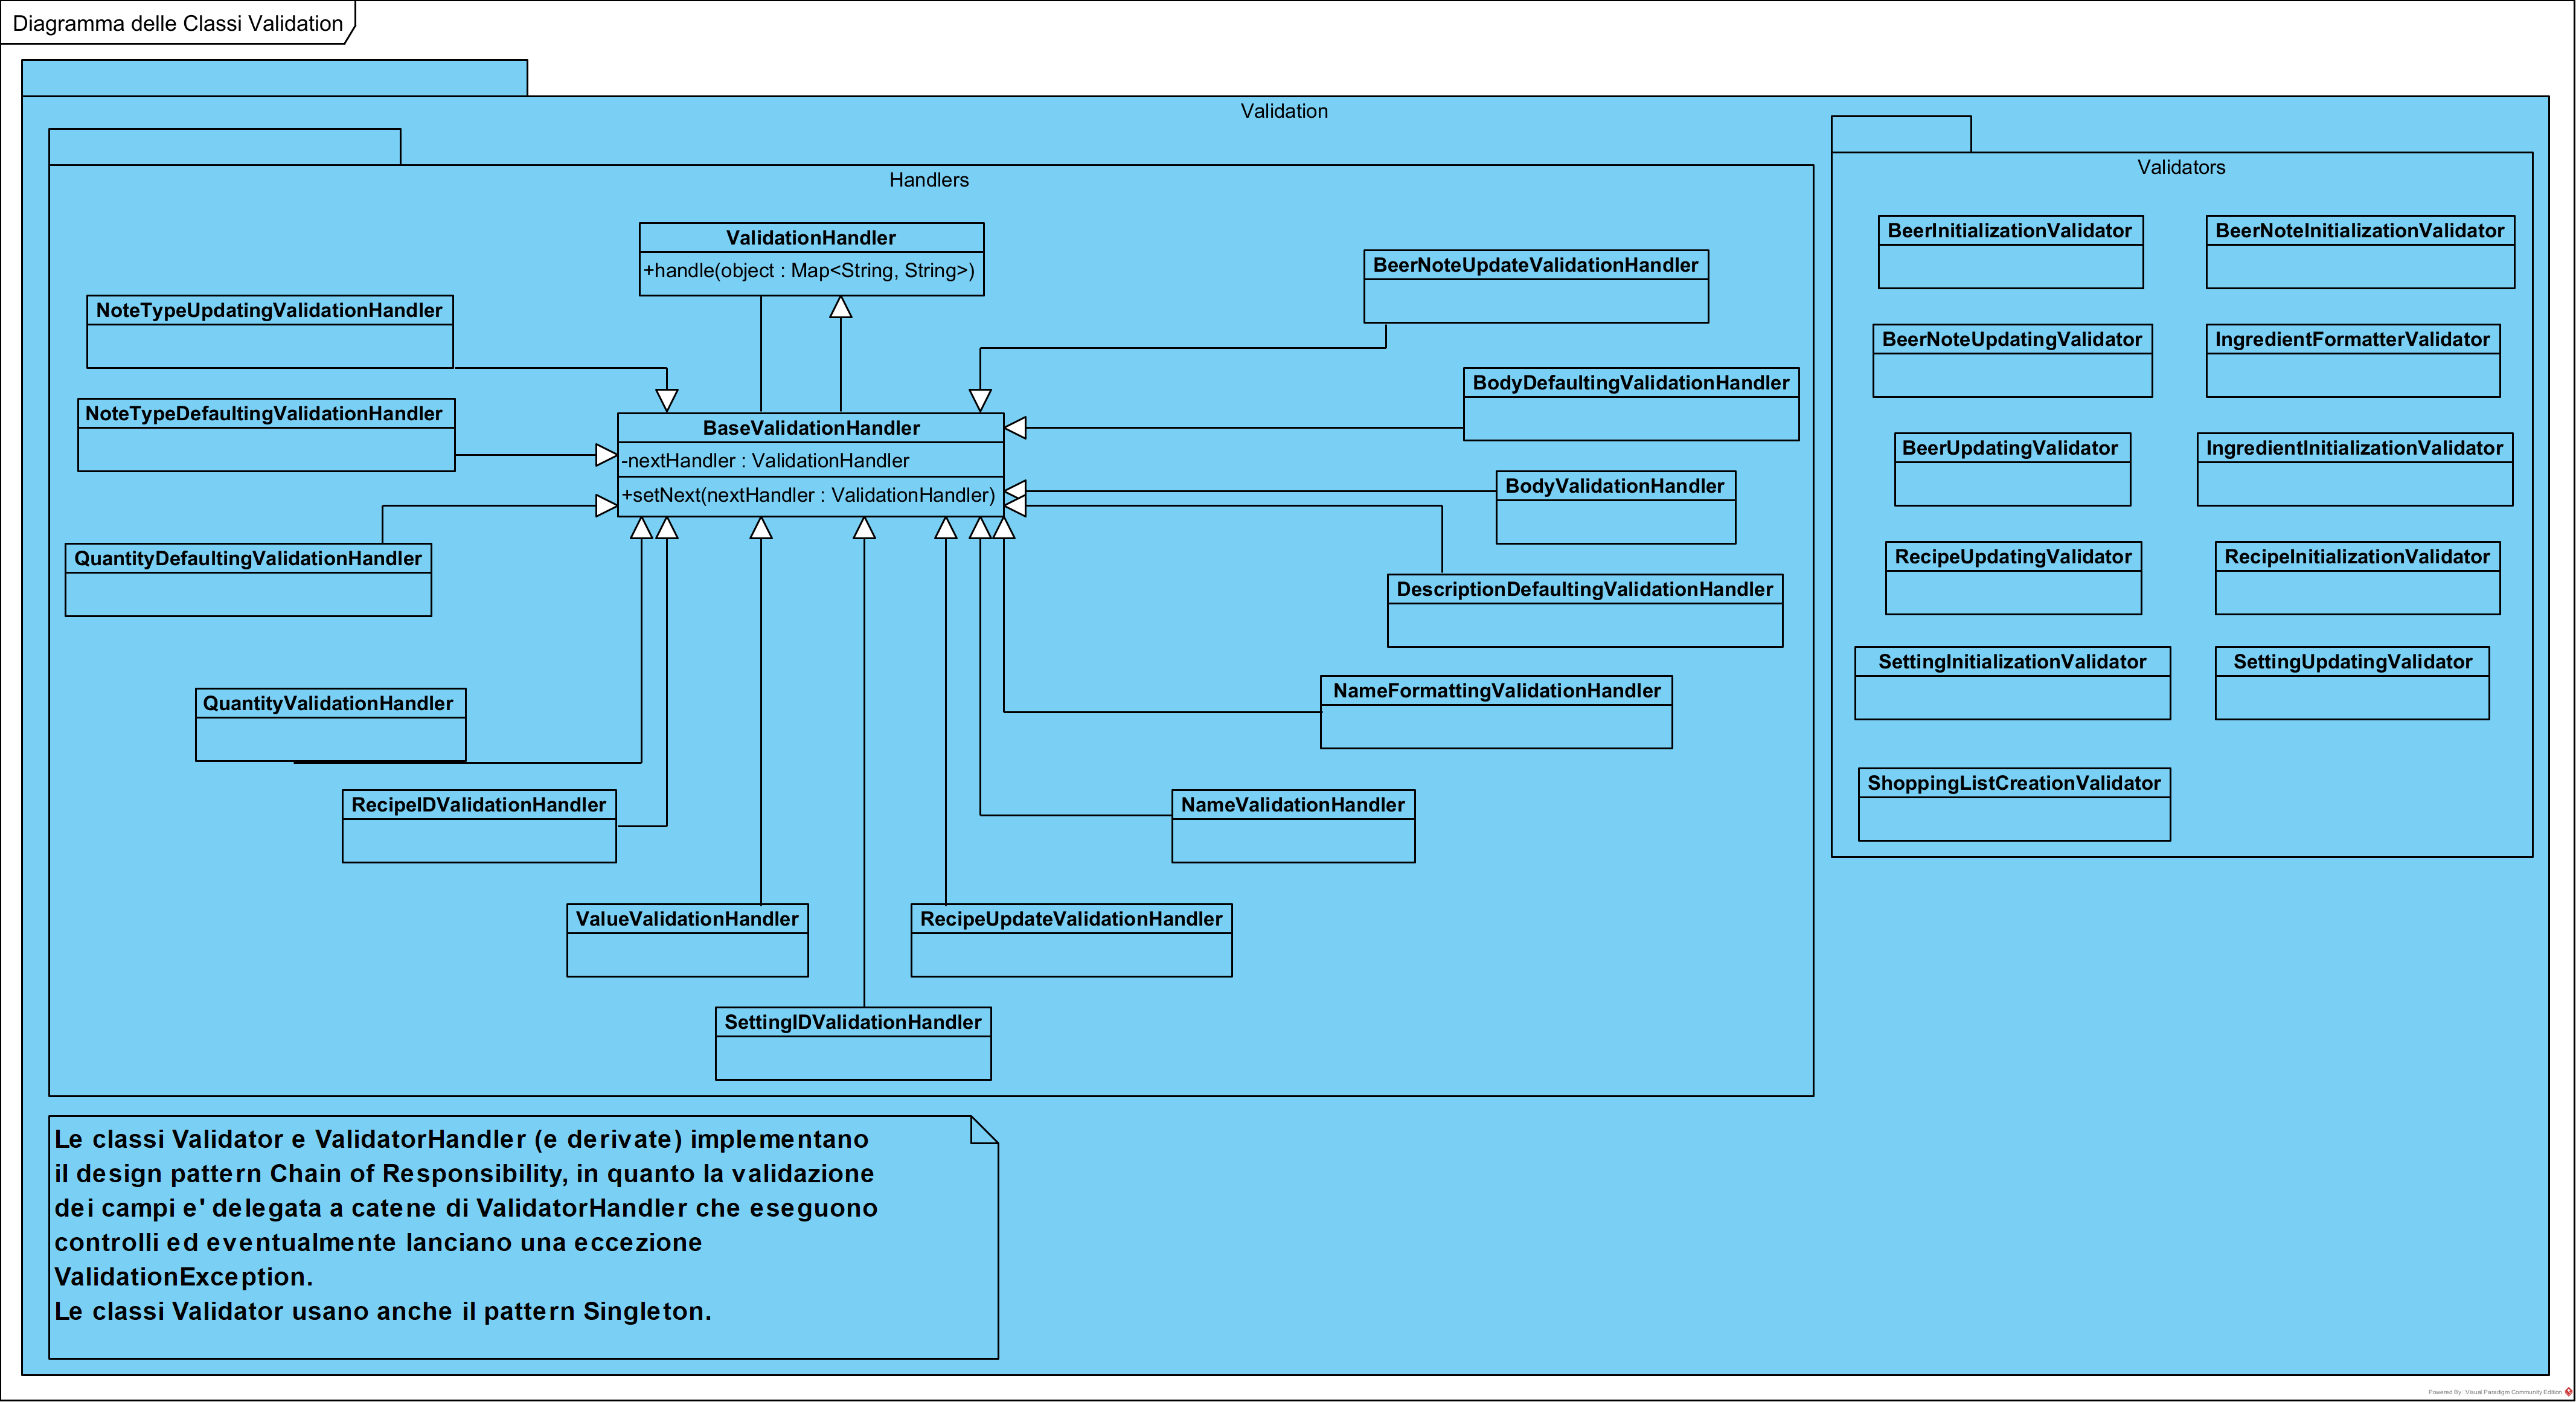 Diagramma delle Classi Validation
Validation
Handlers
ValidationHandler
+handle(object : Map<String, String>)
BeerNoteUpdateValidationHandler
NoteTypeUpdatingValidationHandler
BodyDefaultingValidationHandler
NoteTypeDefaultingValidationHandler
BaseValidationHandler
-nextHandler : ValidationHandler
+setNext(nextHandler : ValidationHandler)
BodyValidationHandler
QuantityDefaultingValidationHandler
DescriptionDefaultingValidationHandler
QuantityValidationHandler
NameFormattingValidationHandler
RecipeIDValidationHandler
NameValidationHandler
ValueValidationHandler
RecipeUpdateValidationHandler
SettingIDValidationHandler
Validators
BeerInitializationValidator
BeerNoteInitializationValidator
BeerNoteUpdatingValidator
IngredientFormatterValidator
BeerUpdatingValidator
IngredientInitializationValidator
RecipeUpdatingValidator
RecipeInitializationValidator
SettingInitializationValidator
SettingUpdatingValidator
ShoppingListCreationValidator
Le classi Validator e ValidatorHandler (e derivate) implementano
il design pattern Chain of Responsibility, in quanto la validazione
dei campi e' delegata a catene di ValidatorHandler che eseguono
controlli ed eventualmente lanciano una eccezione
ValidationException.
Le classi Validator usano anche il pattern Singleton.
Powered By: Visual Paradigm Community Edition